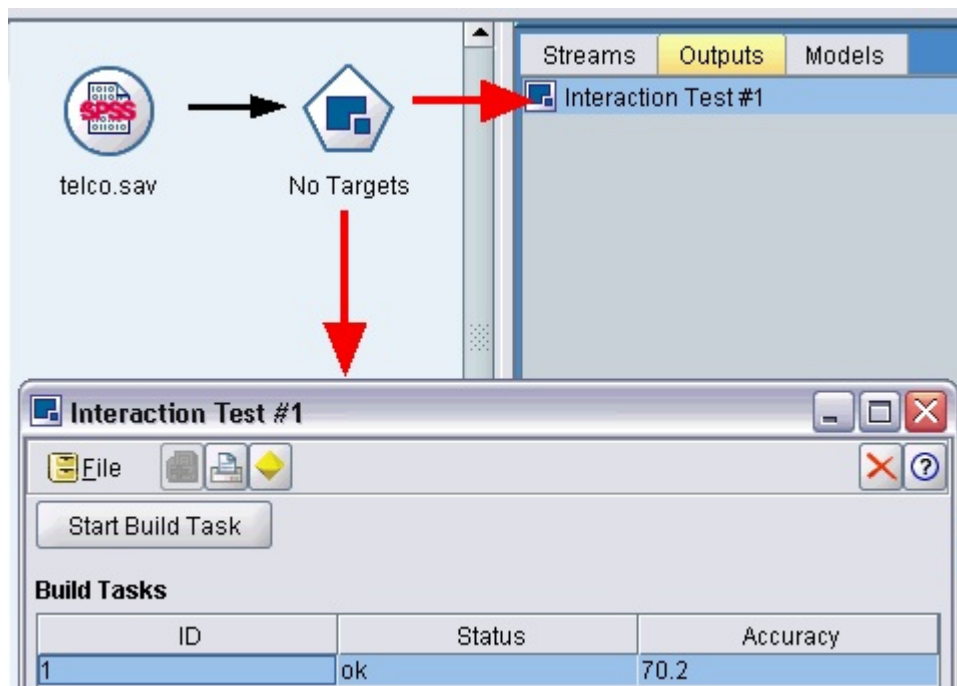 Streams Outputs Models
Interaction Test #1
SPSS
telco.sav
No Targets
Interaction Test #1
File
Start Build Task
Build Tasks
ID Status Accuracy
1 ok 70.2